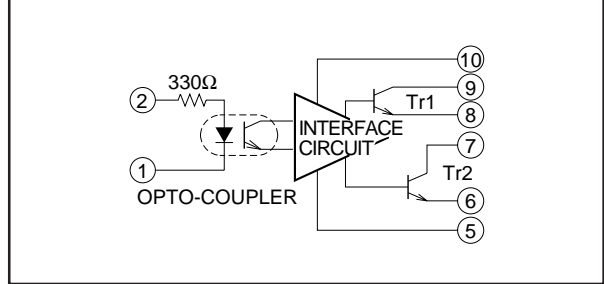 10
330Ω
9
2
Tr1
8
INTERFACE
CIRCUIT
7
1
Tr2
OPTO-COUPLER
6
5